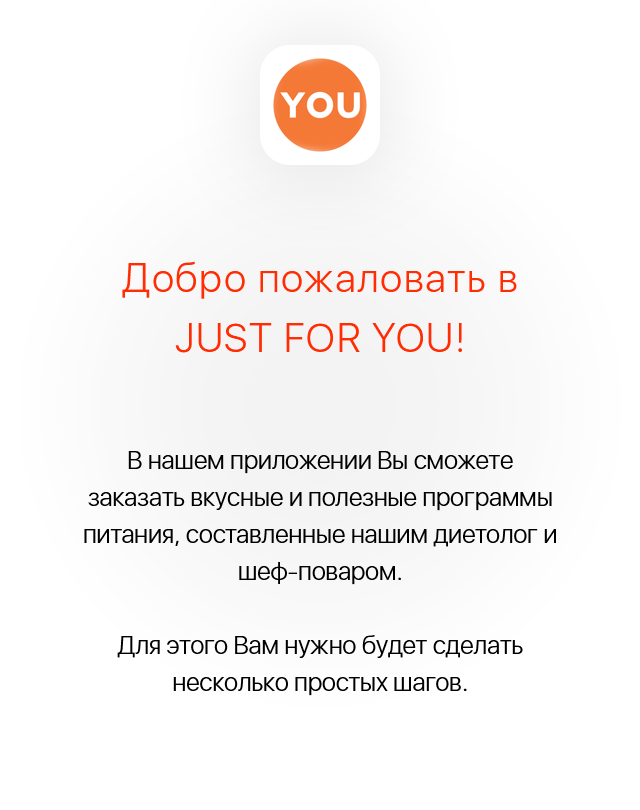 YOU
Добро пожаловать в
JUST FOR YOU!
В нашем приложении Вы сможете
заказать вкусные и полезные программы
питания, составленные нашим диетолог и
шеф-поваром.
Для этого Вам нужно будет сделать
несколько простых шагов.